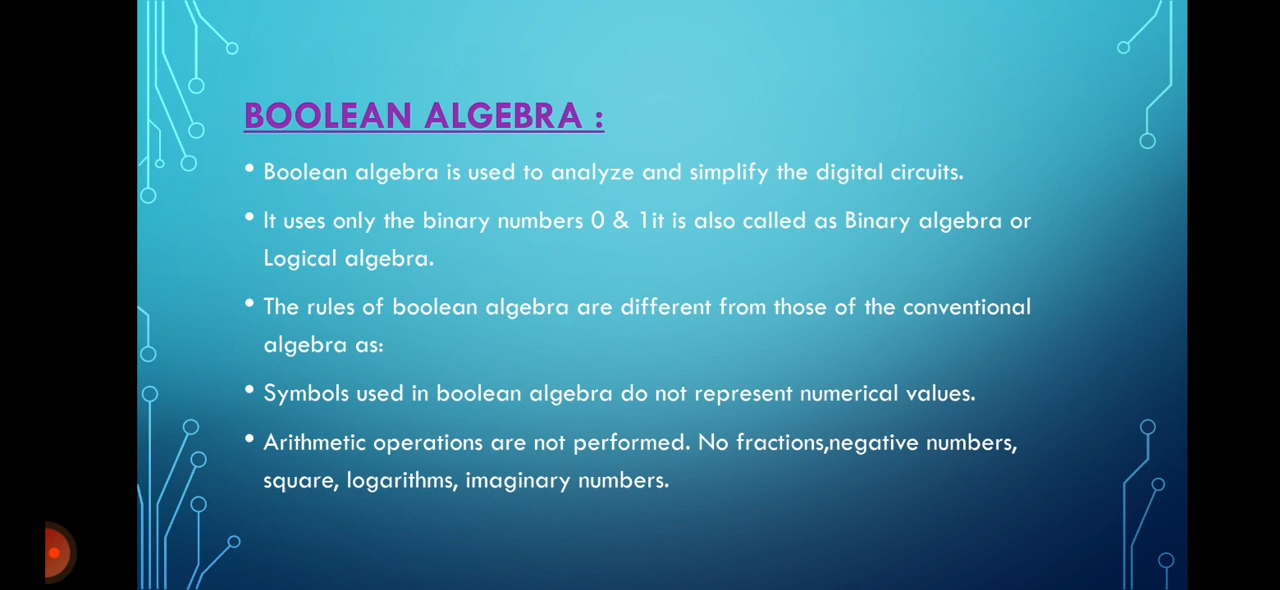 BOOLEAN ALGEBRA :
• Boolean algebra is used to analyze and simplify the digital circuits.
• It uses only the binary numbers 0 & 1it is also called as Binary algebra or
Logical algebra.
• The rules of boolean algebra are different from those of the conventional
algebra as:
• Symbols used in boolean algebra do not represent numerical values.
• Arithmetic operations are not performed. No fractions,negative numbers,
square, logarithms, imaginary numbers.